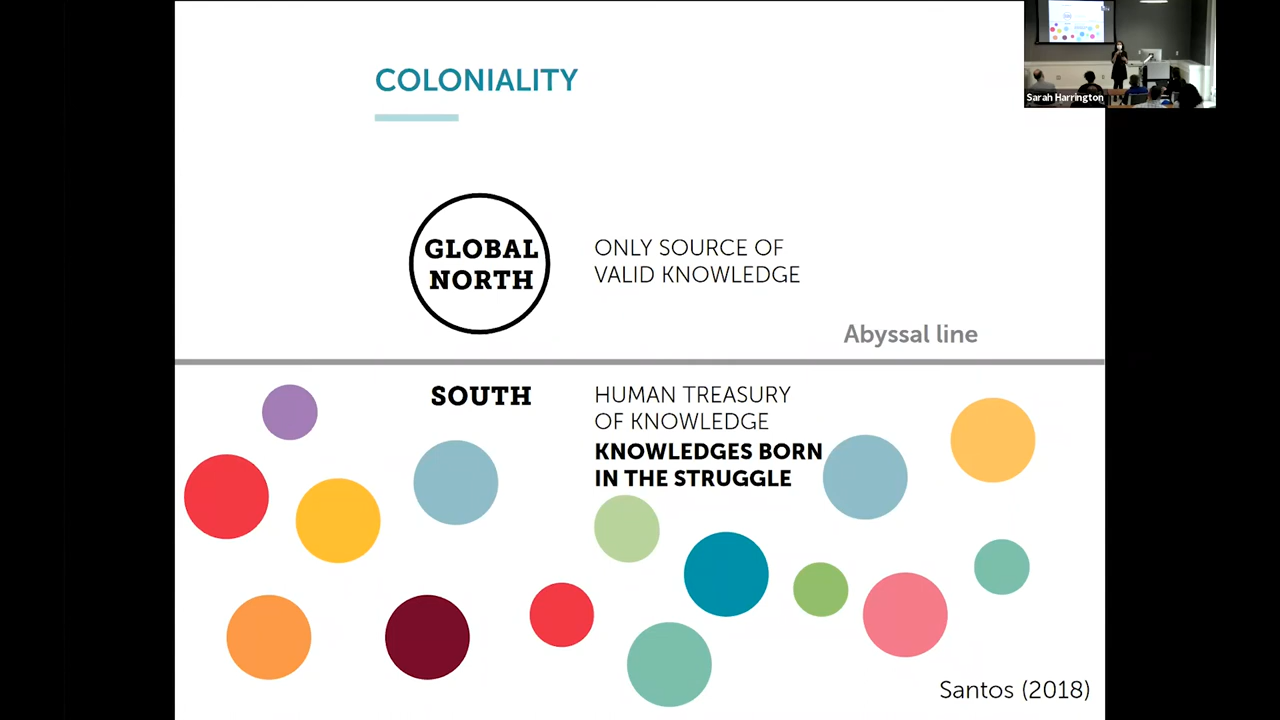 COLONIALITY
Sarah Harrington
GLOBAL
NORTH
ONLY SOURCE OF
VALID KNOWLEDGE
Abyssal line
SOUTH
HUMAN TREASURY
OF KNOWLEDGE
KNOWLEDGES BORN
IN THE STRUGGLE
Santos (2018)